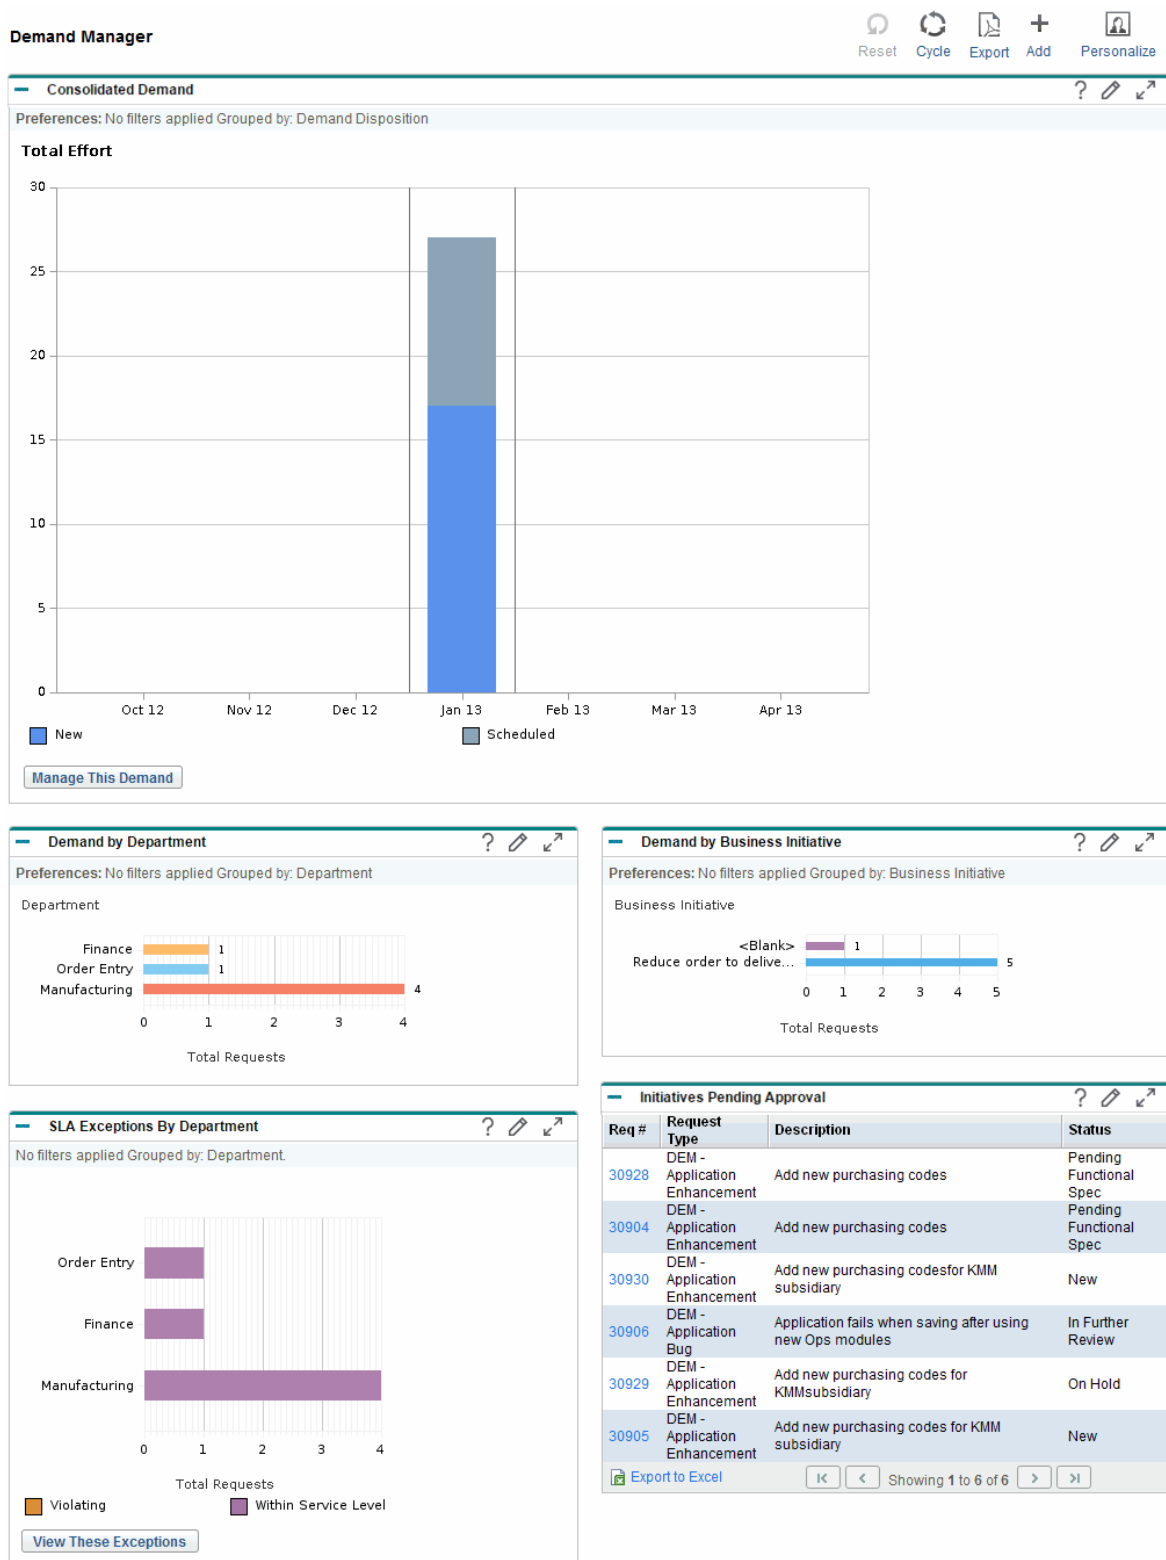 Demand Manager
Reset Cycle Export Add Personalize
Consolidated Demand
Preferences: No filters applied Grouped by: Demand Disposition
Total Effort
30
25
20
15
10
5
0
Oct 12 Nov 12 Dec 12 Jan 13 Feb 13 Mar 13 Apr 13
New Scheduled
Manage This Demand
Demand by Department
Preferences: No filters applied Grouped by: Department
Department
Finance 1
Order Entry 1
Manufacturing 4
0 1 2 3 4
Total Requests
Demand by Business Initiative
Preferences: No filters applied Grouped by: Business Initiative
Business Initiative
<Blank> 1
Reduce order to delive... 5
0 1 2 3 4 5
Total Requests
SLA Exceptions By Department
No filters applied Grouped by: Department.
Order Entry
Finance
Manufacturing
0 1 2 3 4
Total Requests
Violating Within Service Level
View These Exceptions
Initiatives Pending Approval
Req # Request Type Description Status
30928 DEM - Application Enhancement Add new purchasing codes Pending Functional Spec
30904 DEM - Application Enhancement Add new purchasing codes Pending Functional Spec
30930 DEM - Application Enhancement Add new purchasing codesfor KMM subsidiary New
30906 DEM - Application Bug Application fails when saving after using new Ops modules In Further Review
30929 DEM - Application Enhancement Add new purchasing codes for KMMsubsidiary On Hold
30905 DEM - Application Enhancement Add new purchasing codes for KMM subsidiary New
Export to Excel Showing 1 to 6 of 6